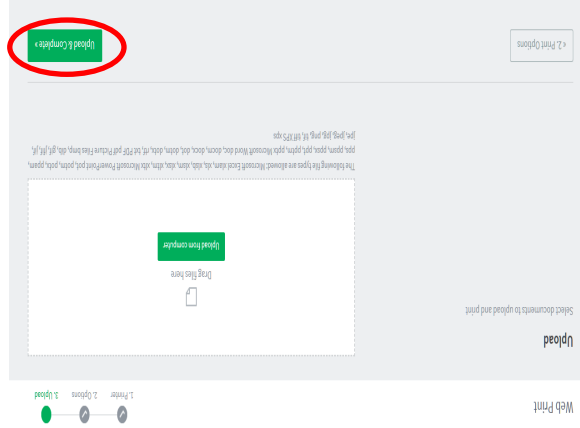 Web Print
1. Printer
2. Options
3. Upload
Upload
Select documents to upload and print
Drag files here
Upload from computer
The following file types are allowed: Microsoft Excel xlam, xls, xlsb, xlsm, xlsx, xltm, xltx Microsoft PowerPoint pot, potm, potx, ppam,
pps, ppsm, ppsx, ppt, pptm, pptx Microsoft Word doc, docm, docx, dot, dotm, dotx, rtf, txt PDF pdf Picture Files bmp, dib, gif, jfif, jif,
jpe, jpeg, jpg, png, tif, tiff XPS xps
« 2. Print Options
Upload & Complete »